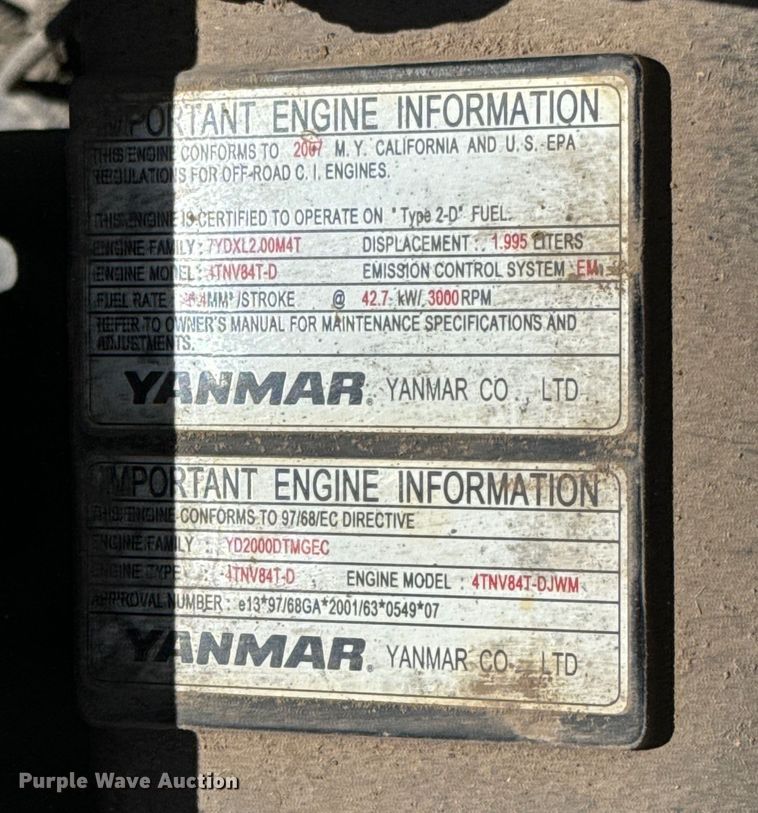 IMPORTANT ENGINE INFORMATION
THIS ENGINE CONFORMS TO 2007 M.Y. CALIFORNIA AND U.S. EPA
REGULATIONS FOR OFF-ROAD C.I. ENGINES.
THIS ENGINE IS CERTIFIED TO OPERATE ON "Type 2-D" FUEL.
ENGINE FAMILY: 7YDXL2.00M4T DISPLACEMENT: 1.995 LITERS
ENGINE MODEL: 4TNV84T-D EMISSION CONTROL SYSTEM: EM
FUEL RATE MM³/STROKE @ 42.7 kW/ 3000 RPM
REFER TO OWNER'S MANUAL FOR MAINTENANCE SPECIFICATIONS AND
ADJUSTMENTS.
YANMAR® YANMAR CO., LTD
IMPORTANT ENGINE INFORMATION
THIS ENGINE CONFORMS TO 97/68/EC DIRECTIVE
ENGINE FAMILY : YD2000DTMGEC
ENGINE TYPE : 4TNV84T-D ENGINE MODEL : 4TNV84T-DJWM
APPROVAL NUMBER : e13*97/68GA*2001/63*0549*07
YANMAR® YANMAR CO., LTD
Purple Wave Auction